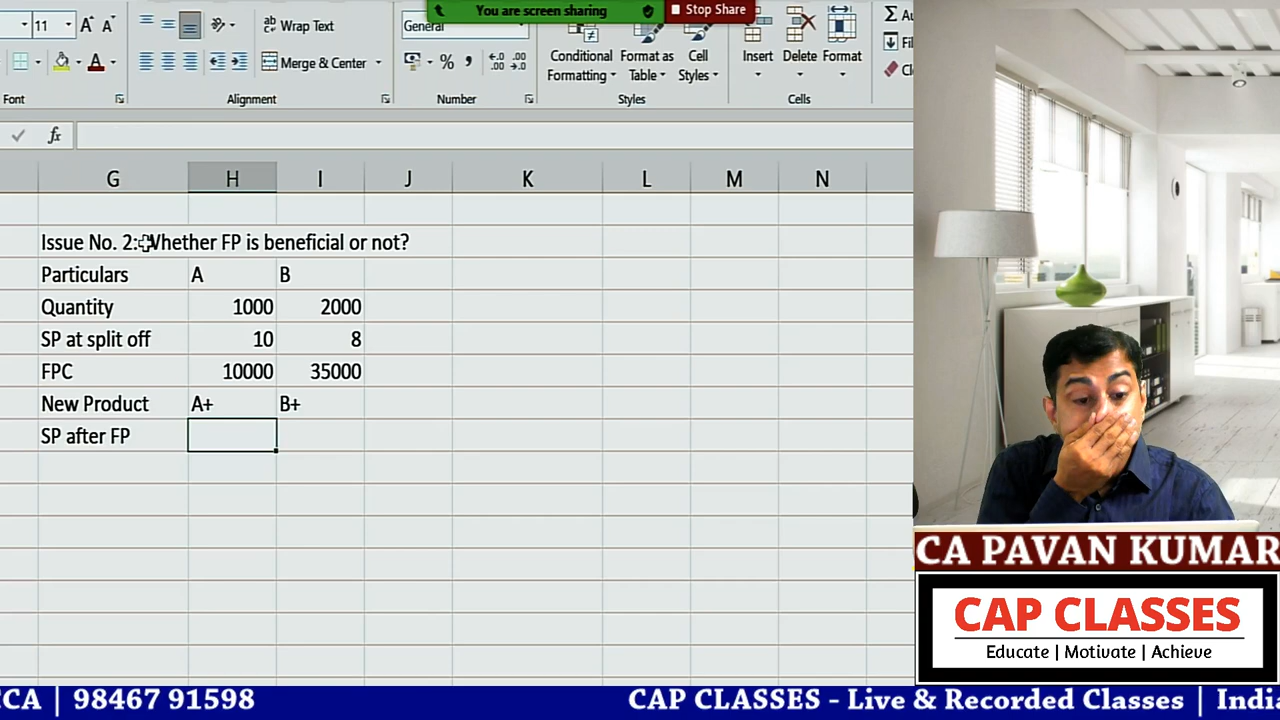 You are screen sharing
Stop Share
11
A A
Wrap Text
General
Conditional Formatting
Format as Table
Cell Styles
Insert
Delete
Format
Merge & Center
Font
Alignment
Number
Styles
Cells
fx
G H I J K L M N
Issue No. 2: Whether FP is beneficial or not?
Particulars A B
Quantity 1000 2000
SP at split off 10 8
FPC 10000 35000
New Product A+ B+
SP after FP
CA PAVAN KUMAR
CAP CLASSES
Educate | Motivate | Achieve
CCA | 98467 91598
CAP CLASSES - Live & Recorded Classes |